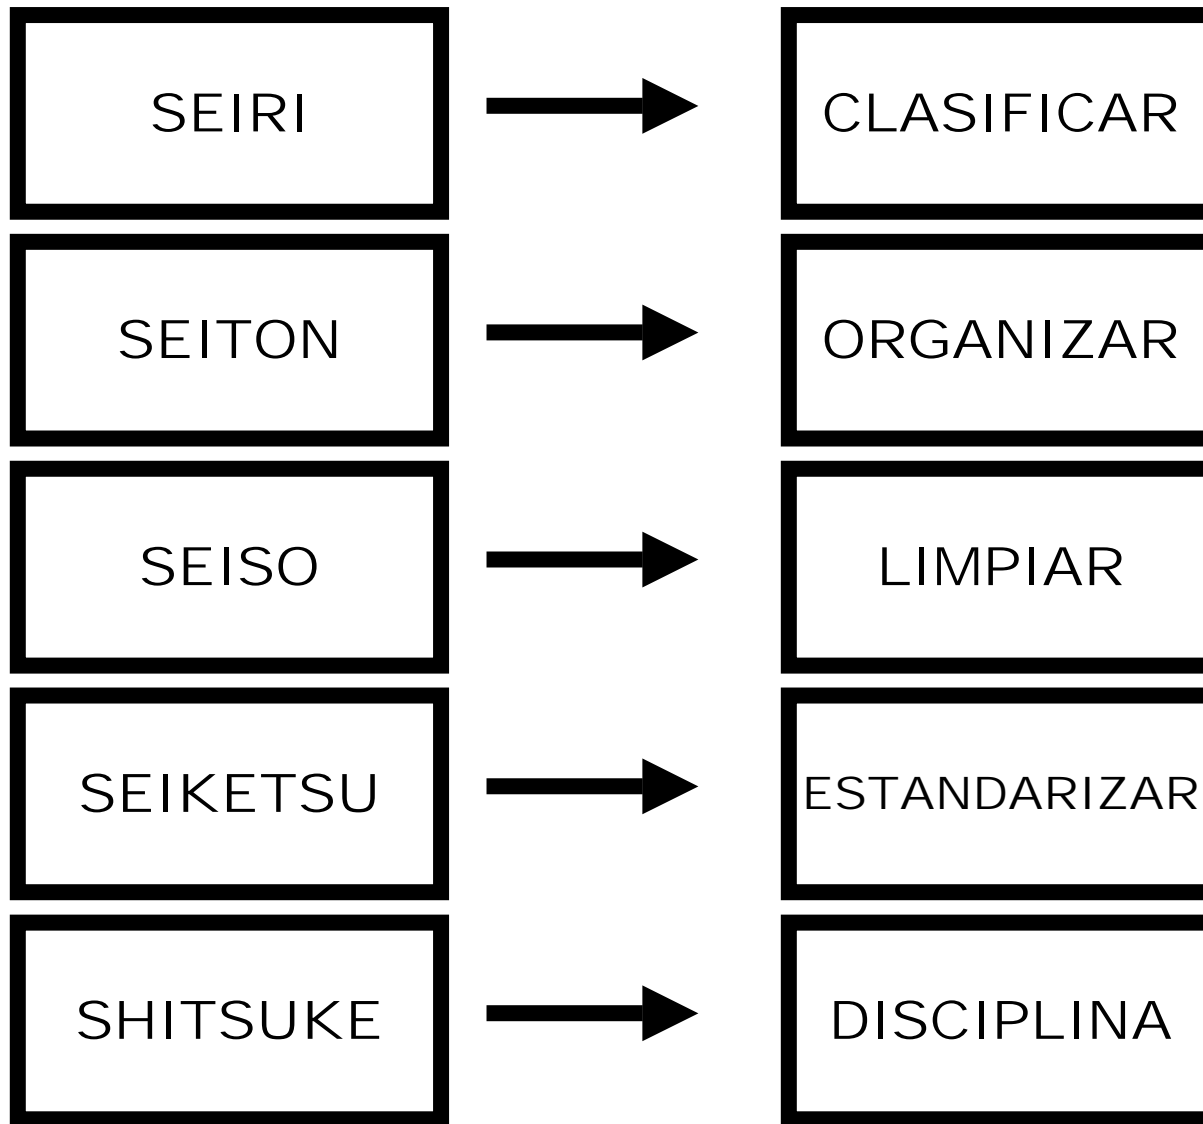 SEIRI
CLASIFICAR
SEITON
ORGANIZAR
SEISO
LIMPIAR
SEIKETSU
ESTANDARIZAR
SHITSUKE
DISCIPLINA